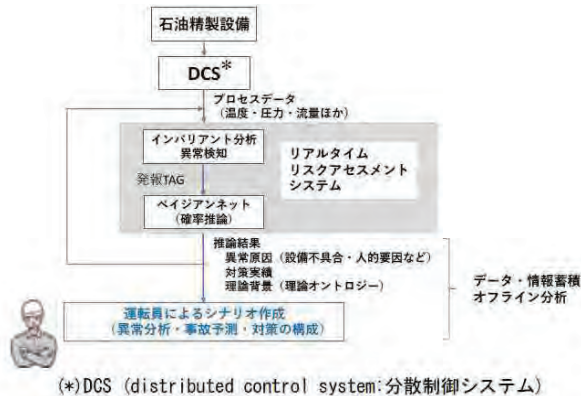 石油精製設備
DCS*
プロセスデータ
(温度・圧力・流量ほか)
インバリアント分析
異常検知
リアルタイム
リスクアセスメント
システム
発報TAG
ベイジアンネット
(確率推論)
推論結果
異常原因(設備不具合・人的要因など)
対策実績
理論背景(理論オントロジー)
データ・情報蓄積
オフライン分析
運転員によるシナリオ作成
(異常分析・事故予測・対策の構成)
(*)DCS (distributed control system:分散制御システム)